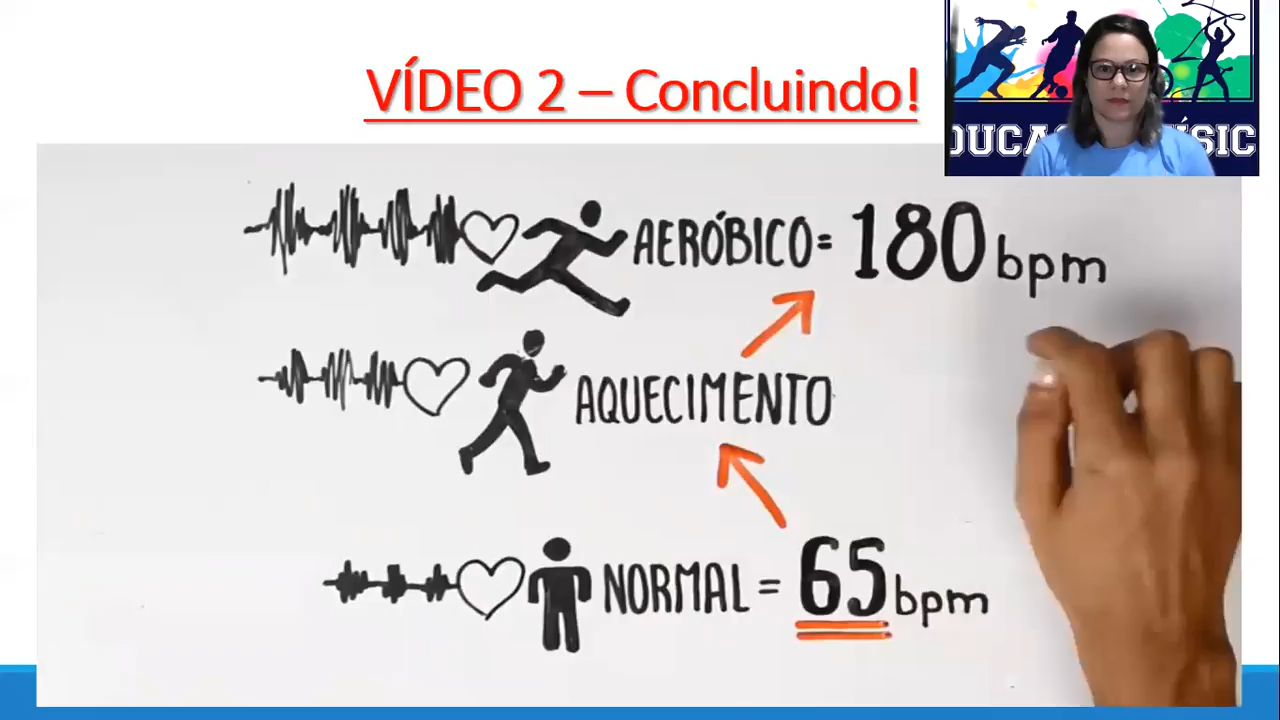 VÍDEO 2 – Concluindo!
AERÓBICO = 180 bpm
AQUECIMENTO
NORMAL = 65 bpm